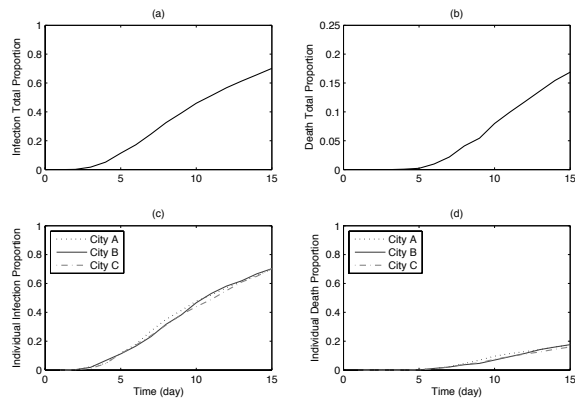 (a)
Infection Total Proportion
1
0.8
0.6
0.4
0.2
0
0
5
10
15
(b)
Death Total Proportion
0.25
0.2
0.15
0.1
0.05
0
0
5
10
15
(c)
Individual Infection Proportion
1
0.8
0.6
0.4
0.2
0
City A
City B
City C
0
5
10
15
Time (day)
(d)
Individual Death Proportion
1
0.8
0.6
0.4
0.2
0
City A
City B
City C
0
5
10
15
Time (day)